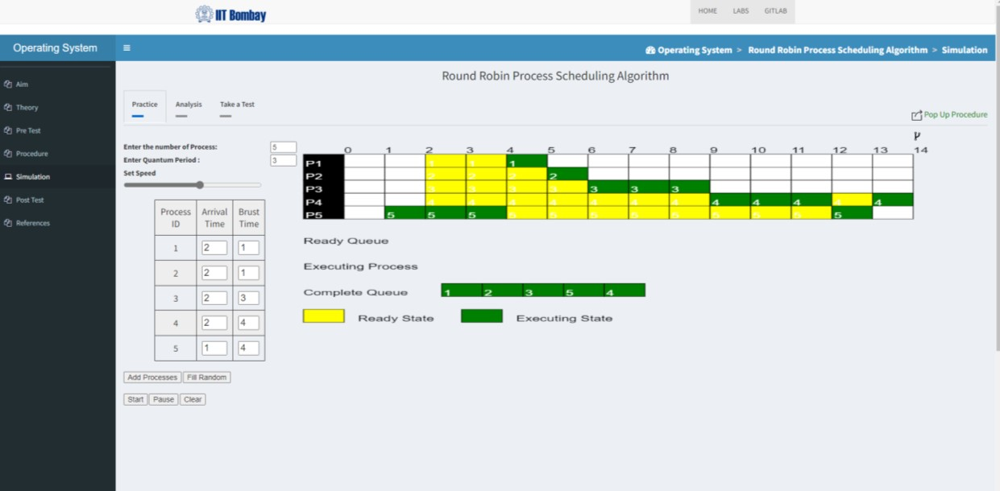 IIT Bombay
HOME LABS GITLAB
Operating System
Operating System > Round Robin Process Scheduling Algorithm > Simulation
Aim
Theory
Pre Test
Procedure
Simulation
Post Test
References
Round Robin Process Scheduling Algorithm
Practice Analysis Take a Test
Pop Up Procedure
Enter the number of Process: 5
Enter Quantum Period : 3
Set Speed
Process ID Arrival Time Brust Time
1 2 1
2 2 1
3 2 3
4 2 4
5 1 4
Add Processes Fill Random
Start Pause Clear
0 1 2 3 4 5 6 7 8 9 10 11 12 13 14
P1 1 1 1
P2 2 2 2 2
P3 3 3 3 3 3 3 3
P4 4 4 4 4 4 4 4 4 4 4 4 4
P5 5 5 5 5 5 5 5 5 5 5 5 5
Ready Queue
Executing Process
Complete Queue 1 2 3 5 4
Ready State Executing State